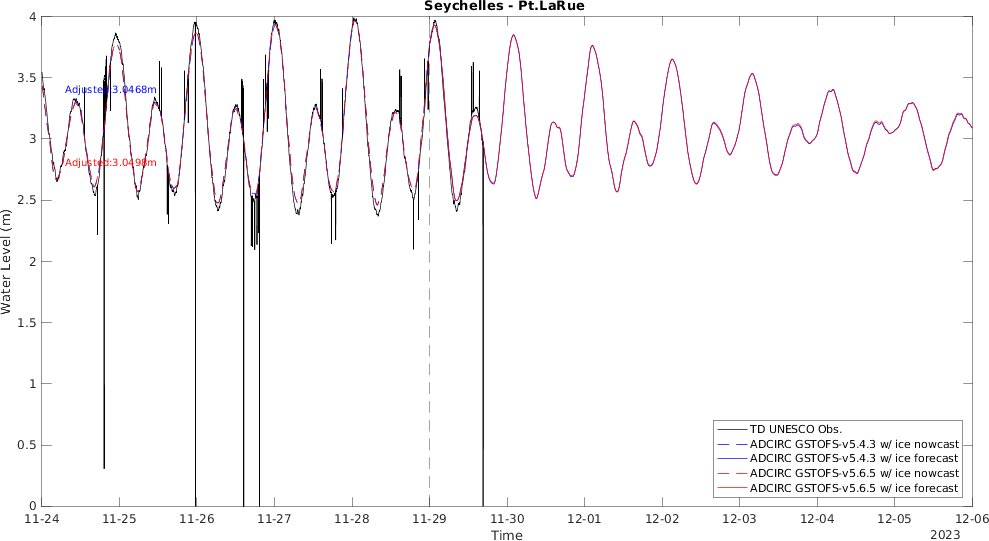 Seychelles - Pt.LaRue
4
3.5
3
2.5
2
1.5
1
0.5
0
Water Level (m)
Adjusted:3.0468m
Adjusted:3.0498m
TD UNESCO Obs.
ADCIRC GSTOFS-v5.4.3 w/ ice nowcast
ADCIRC GSTOFS-v5.4.3 w/ ice forecast
ADCIRC GSTOFS-v5.6.5 w/ ice nowcast
ADCIRC GSTOFS-v5.6.5 w/ ice forecast
11-24 11-25 11-26 11-27 11-28 11-29 11-30 12-01 12-02 12-03 12-04 12-05 12-06
Time
2023